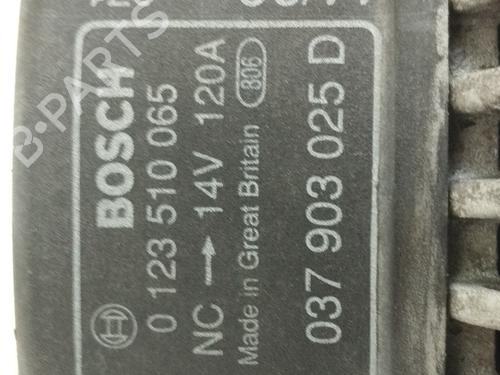 BOSCH
0 123 510 065
NC → 14V 120A
Made in Great Britain 806
037 903 025 D
B-PARTS